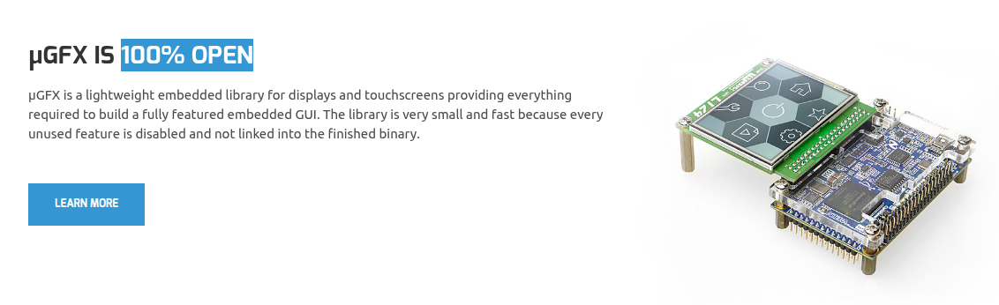 µGFX IS 100% OPEN
µGFX is a lightweight embedded library for displays and touchscreens providing everything
required to build a fully featured embedded GUI. The library is very small and fast because every
unused feature is disabled and not linked into the finished binary.
LEARN MORE